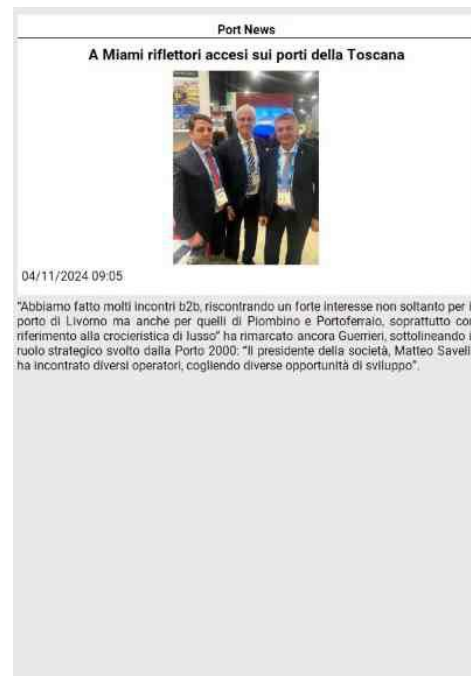 Port News
A Miami riflettori accesi sui porti della Toscana
04/11/2024 09:05
"Abbiamo fatto molti incontri b2b, riscontrando un forte interesse non soltanto per i
porto di Livorno ma anche per quelli di Piombino e Portoferraio, soprattutto con
riferimento alla crocieristica di lusso" ha rimarcato ancora Guerrieri, sottolineando i
ruolo strategico svolto dalla Porto 2000: "Il presidente della società, Matteo Saveli
ha incontrato diversi operatori, cogliendo diverse opportunità di sviluppo".